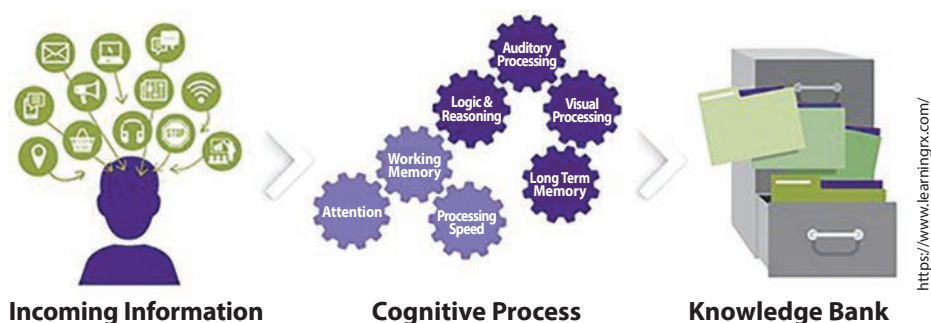 STOP
Auditory
Processing
Logic &
Reasoning
Visual
Processing
Working
Memory
Long Term
Memory
Attention
Processing
Speed
https://www.learningrx.com/
Incoming Information
Cognitive Process
Knowledge Bank